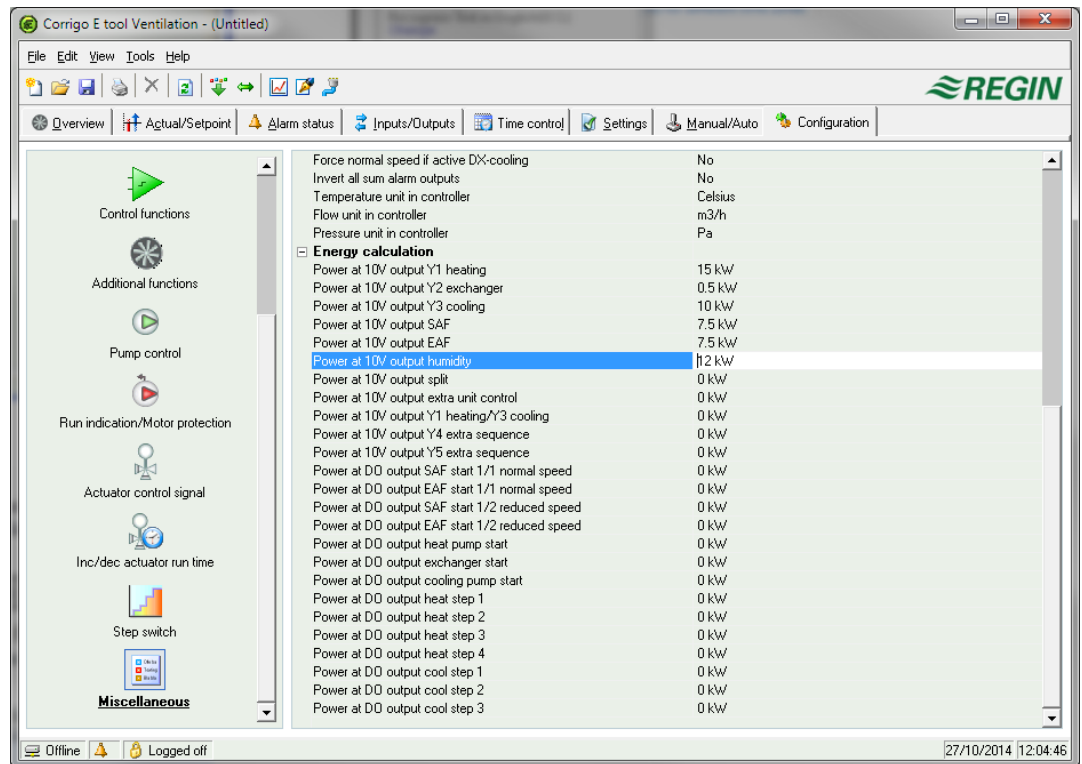 Corrigo E tool Ventilation - (Untitled)
File Edit View Tools Help
REGIN
Overview Actual/Setpoint Alarm status Inputs/Outputs Time control Settings Manual/Auto Configuration
Control functions
Additional functions
Pump control
Run indication/Motor protection
Actuator control signal
Inc/dec actuator run time
Step switch
Miscellaneous
Force normal speed if active DX-cooling No
Invert all sum alarm outputs No
Temperature unit in controller Celsius
Flow unit in controller m3/h
Pressure unit in controller Pa
Energy calculation
Power at 10V output Y1 heating 15 kW
Power at 10V output Y2 exchanger 0.5 kW
Power at 10V output Y3 cooling 10 kW
Power at 10V output SAF 7.5 kW
Power at 10V output EAF 7.5 kW
Power at 10V output humidity 12 kW
Power at 10V output split 0 kW
Power at 10V output extra unit control 0 kW
Power at 10V output Y1 heating/Y3 cooling 0 kW
Power at 10V output Y4 extra sequence 0 kW
Power at 10V output Y5 extra sequence 0 kW
Power at DO output SAF start 1/1 normal speed 0 kW
Power at DO output EAF start 1/1 normal speed 0 kW
Power at DO output SAF start 1/2 reduced speed 0 kW
Power at DO output EAF start 1/2 reduced speed 0 kW
Power at DO output heat pump start 0 kW
Power at DO output exchanger start 0 kW
Power at DO output cooling pump start 0 kW
Power at DO output heat step 1 0 kW
Power at DO output heat step 2 0 kW
Power at DO output heat step 3 0 kW
Power at DO output heat step 4 0 kW
Power at DO output cool step 1 0 kW
Power at DO output cool step 2 0 kW
Power at DO output cool step 3 0 kW
Offline Logged off 27/10/2014 12:04:46